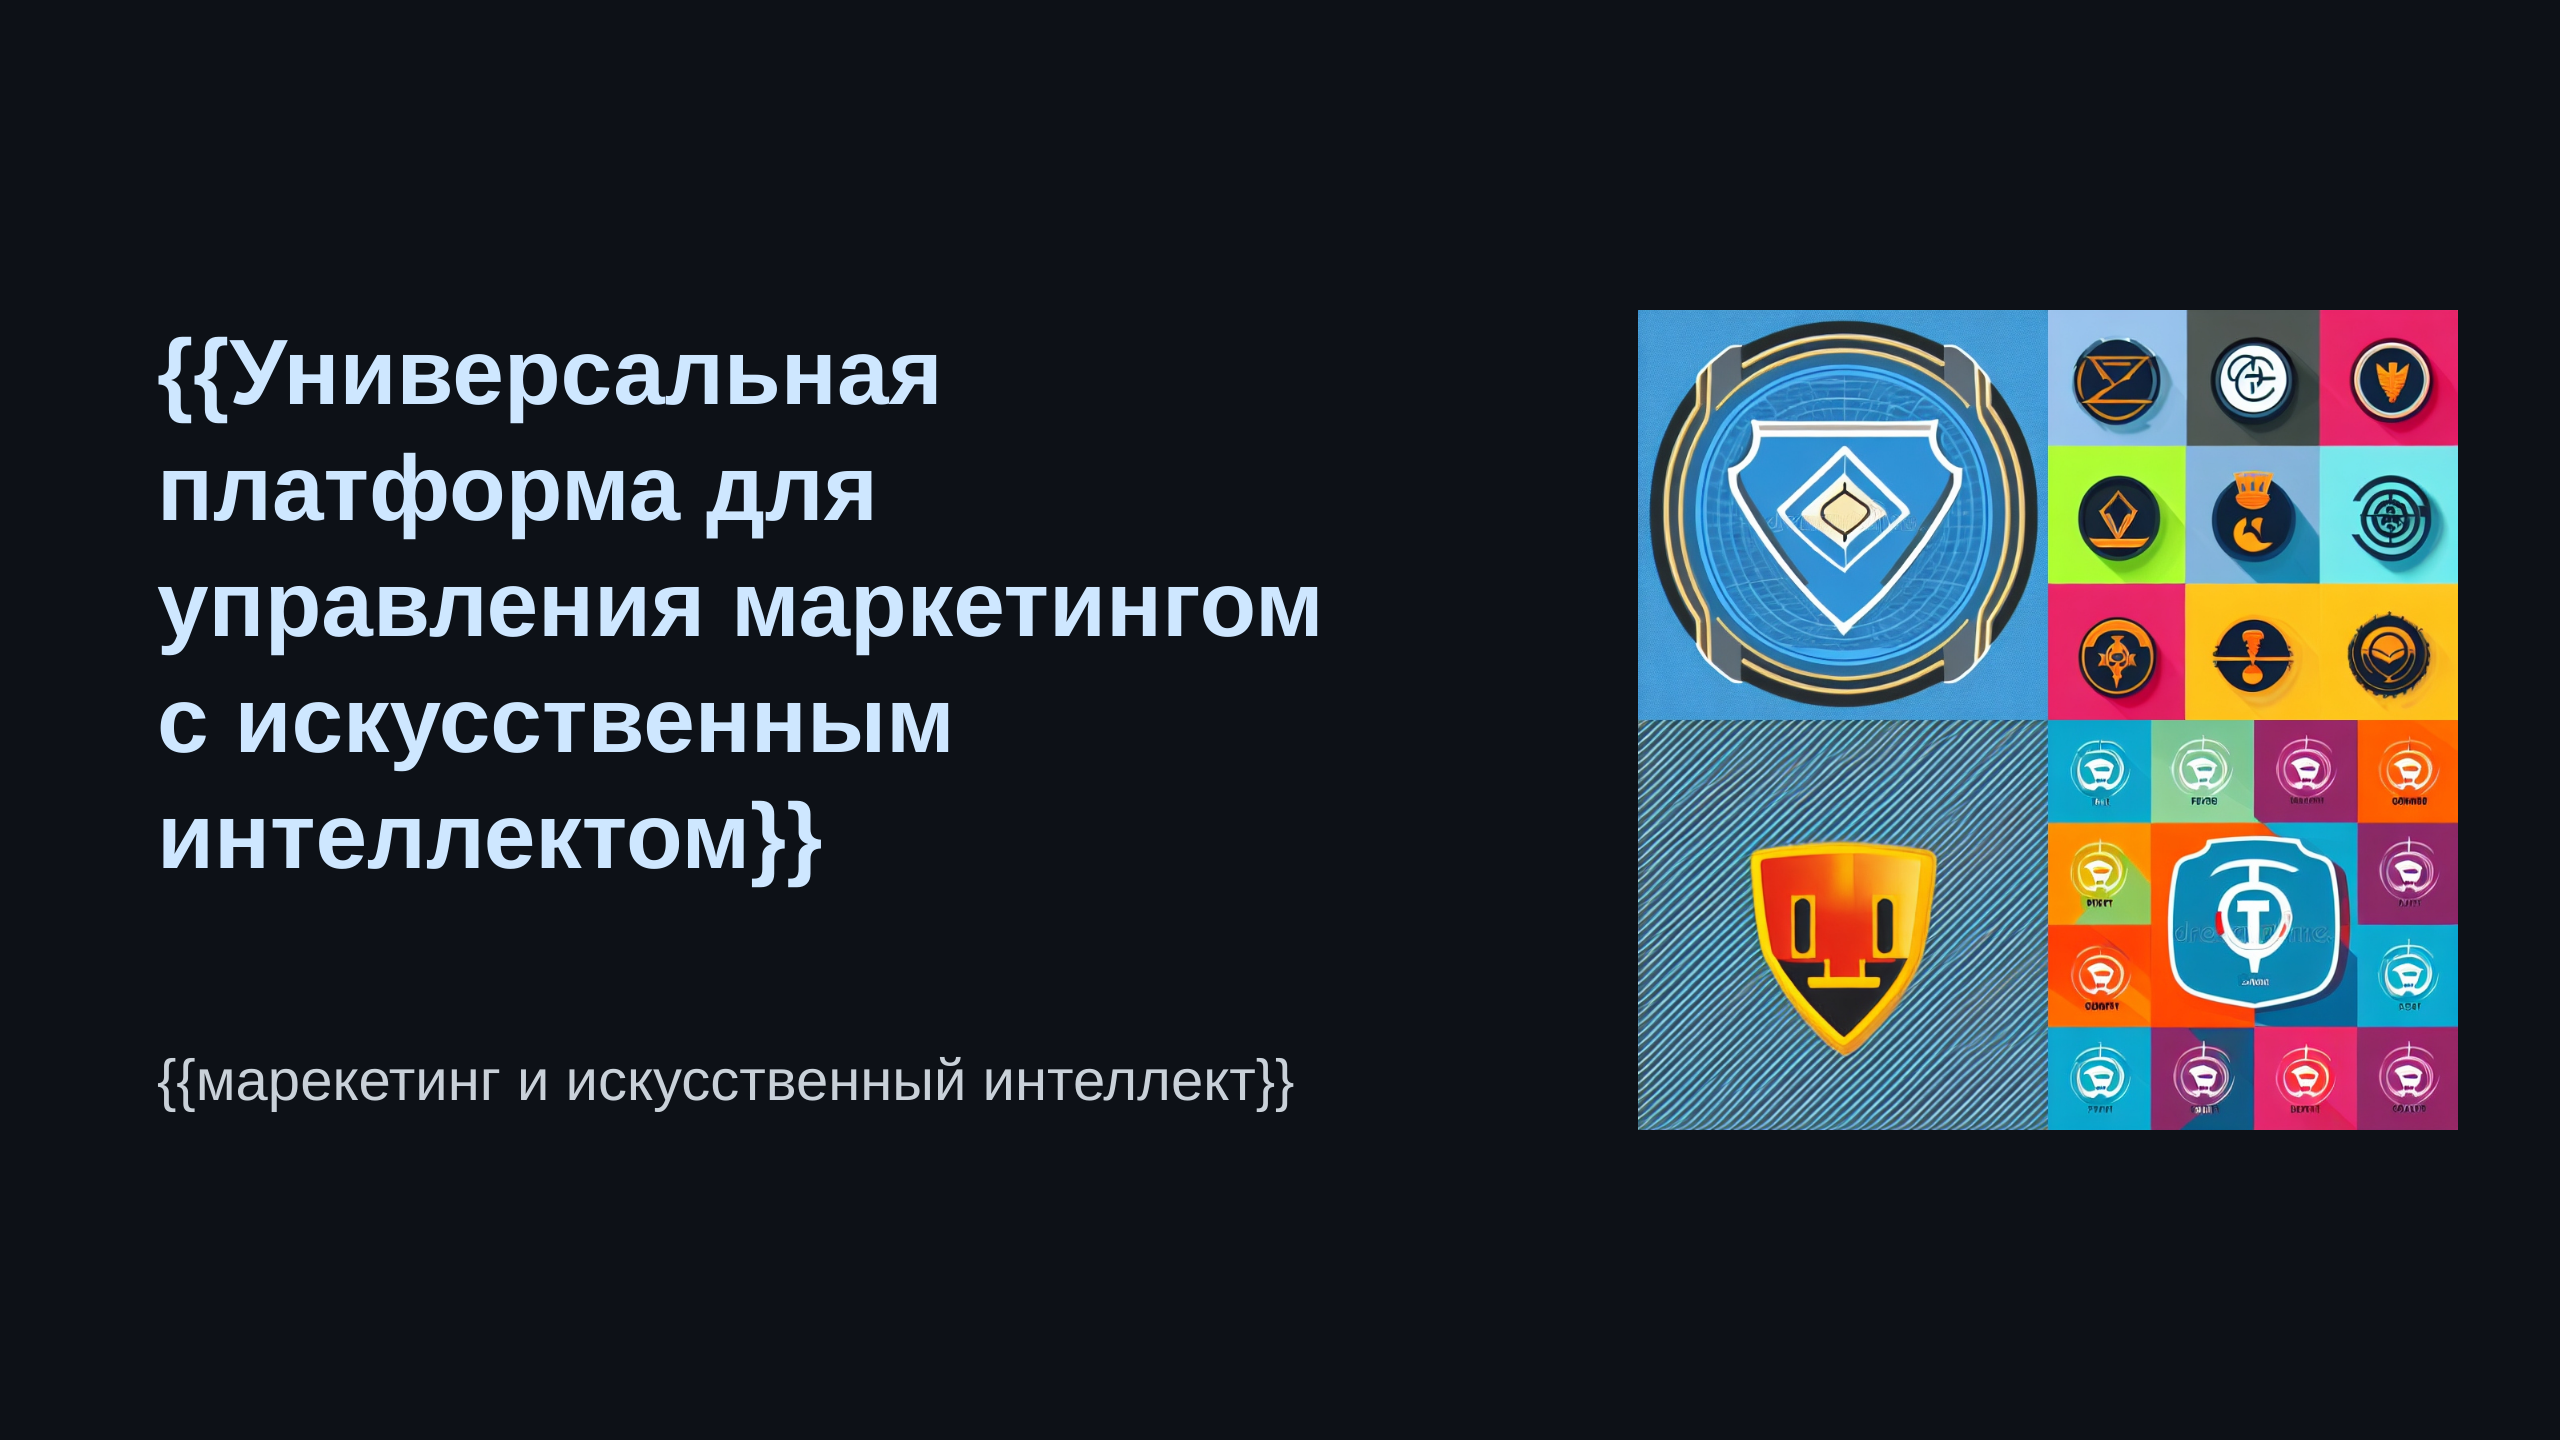 {{Универсальная
платформа для
управления маркетингом
с искусственным
интеллектом}}
{{марекетинг и искусственный интеллект}}